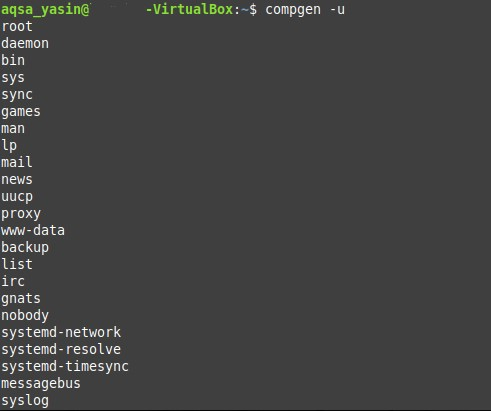 aqsa_yasin@ -VirtualBox:~$ compgen -u
root
daemon
bin
sys
sync
games
man
lp
mail
news
uucp
proxy
www-data
backup
list
irc
gnats
nobody
systemd-network
systemd-resolve
systemd-timesync
messagebus
syslog